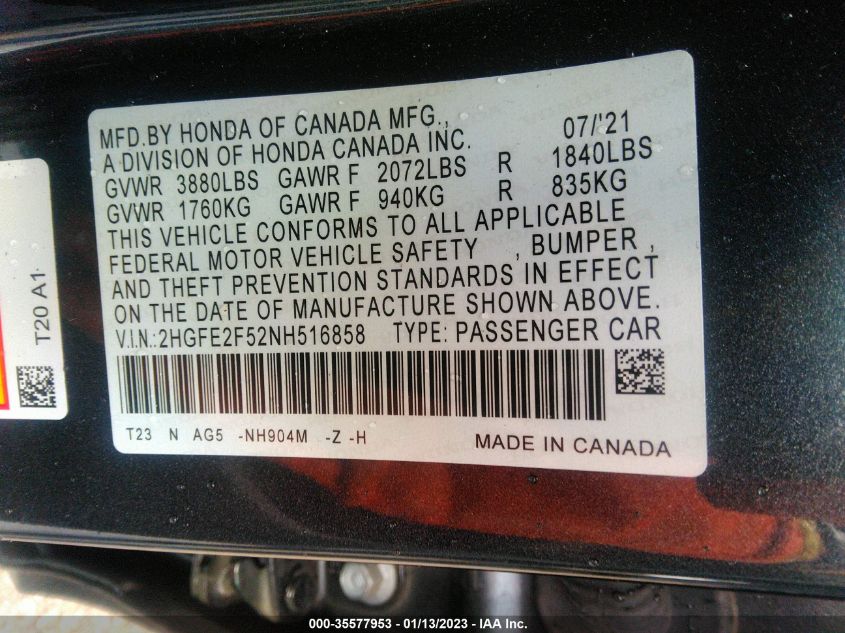 MFD.BY HONDA OF CANADA MFG., 07/'21
A DIVISION OF HONDA CANADA INC.
GVWR 3880LBS GAWR F 2072LBS R 1840LBS
GVWR 1760KG GAWR F 940KG R 835KG
THIS VEHICLE CONFORMS TO ALL APPLICABLE
FEDERAL MOTOR VEHICLE SAFETY , BUMPER ,
AND THEFT PREVENTION STANDARDS IN EFFECT
ON THE DATE OF MANUFACTURE SHOWN ABOVE.
V.I.N.:2HGFE2F52NH516858 TYPE: PASSENGER CAR
T23 N AG5 -NH904M -Z -H MADE IN CANADA
T20 A1
000-35577953 - 01/13/2023 - IAA Inc.